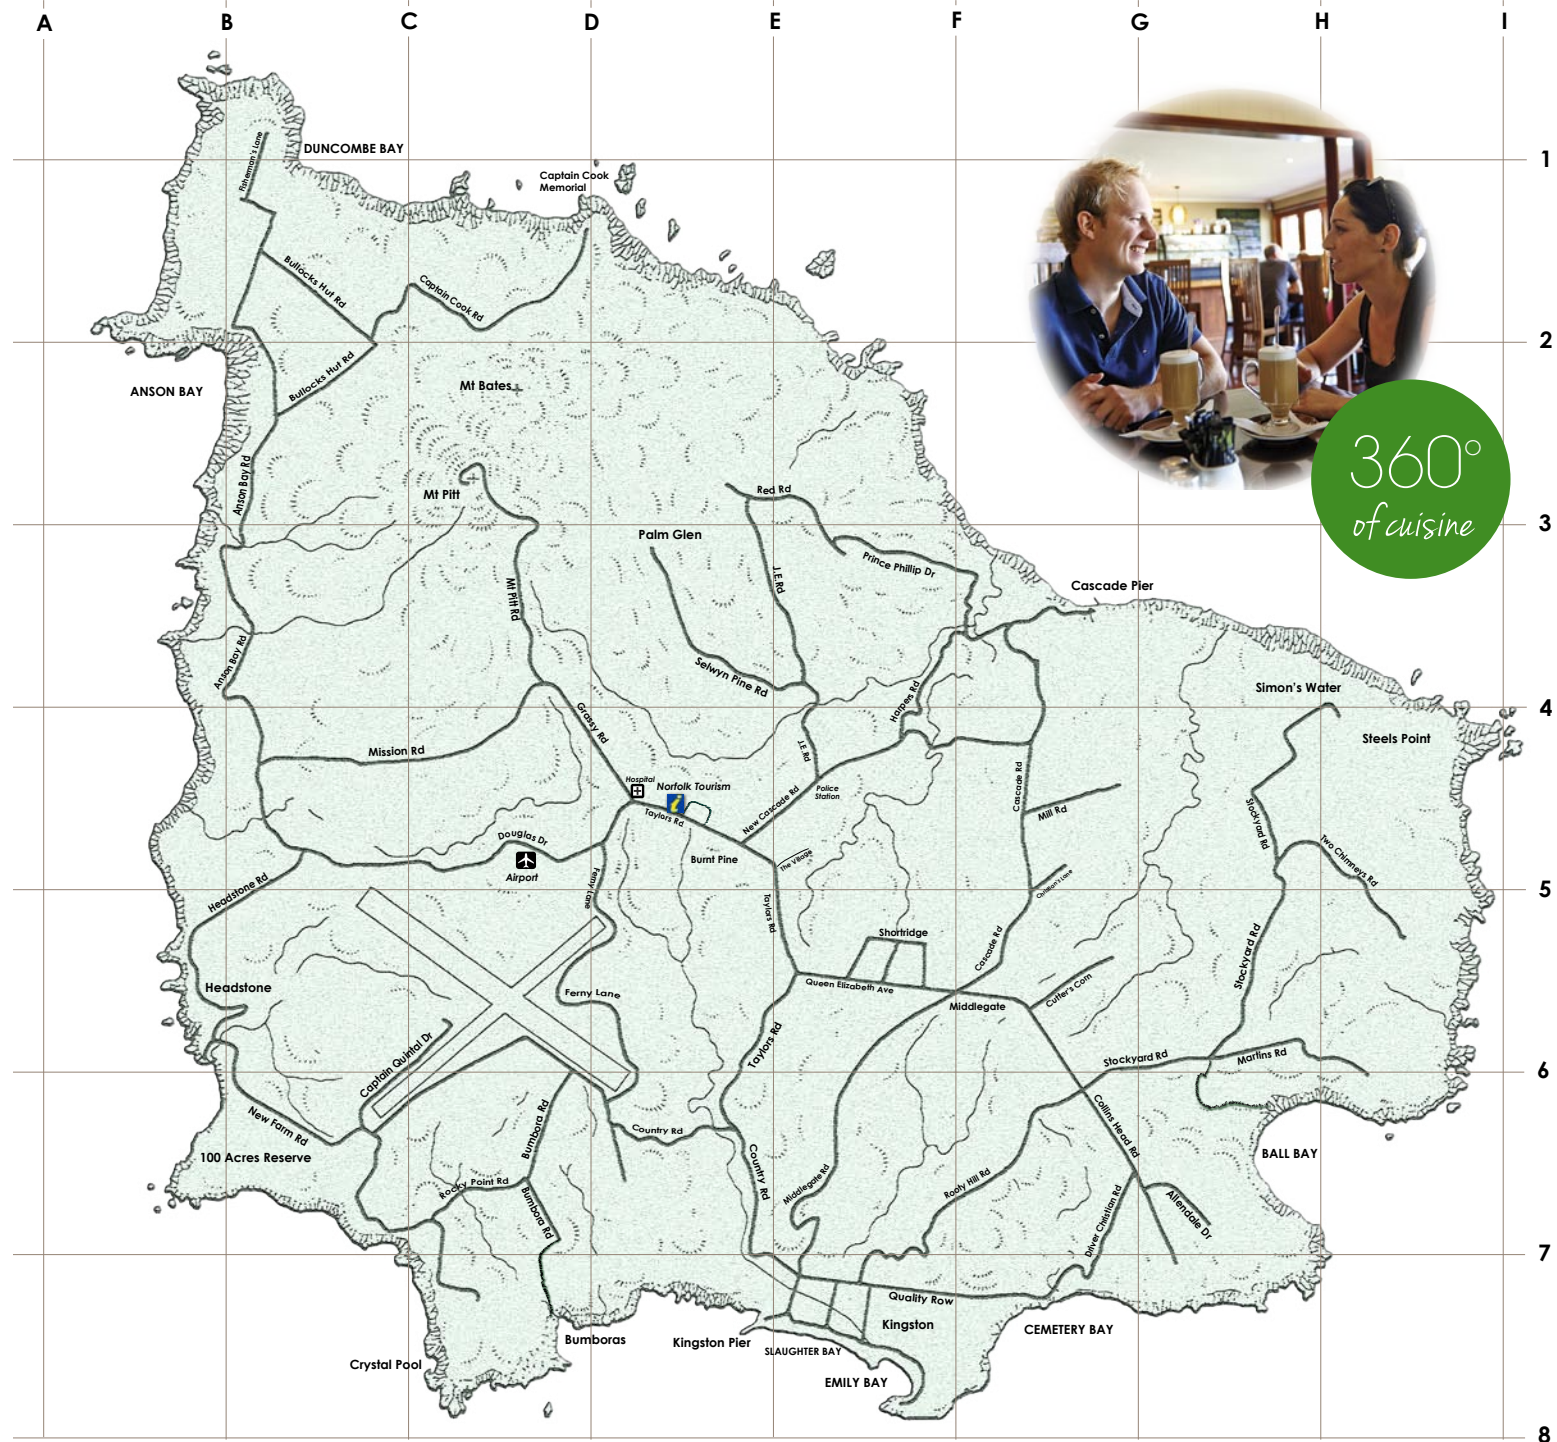 A B C D E F G H I
Fisherman's Lane
DUNCOMBE BAY
1
Captain Cook
Memorial
Bullocks Hut Rd
Captain Cook Rd
2
Bullocks Hut Rd
Mt Bates
ANSON BAY
360°
of cuisine
Anson Bay Rd
Mt Pitt
Red Rd
3
Palm Glen
Prince Phillip Dr
Mt Pitt Rd
J.E.Rd
Cascade Pier
Anson Bay Rd
Selwyn Pine Rd
Harpers Rd
Simon's Water
4
Grassy Rd
Mission Rd
J.E.Rd
Steels Point
Hospital
Norfolk Tourism
i
Police
Station
Cascade Rd
New Cascade Rd
Taylors Rd
Mill Rd
Stockyard Rd
Douglas Dr
Two Chimneys Rd
Burnt Pine
The Village
Airport
Ferny Lane
Headstone Rd
Christian's Lane
5
Taylors Rd
Shortridge
Cascade Rd
Stockyard Rd
Headstone
Ferny Lane
Queen Elizabeth Ave
Cutter's Corn
Middlegate
Taylors Rd
Captain Quintal Dr
Stockyard Rd
Martins Rd
6
New Farm Rd
Bumbora Rd
Country Rd
Collins Head Rd
100 Acres Reserve
BALL BAY
Country Rd
Rocky Point Rd
Middlegate Rd
Rooty Hill Rd
Bumbora Rd
Driver Christian Rd
Allendale Dr
7
Quality Row
Kingston
CEMETERY BAY
Bumboras
Kingston Pier
SLAUGHTER BAY
Crystal Pool
EMILY BAY
8